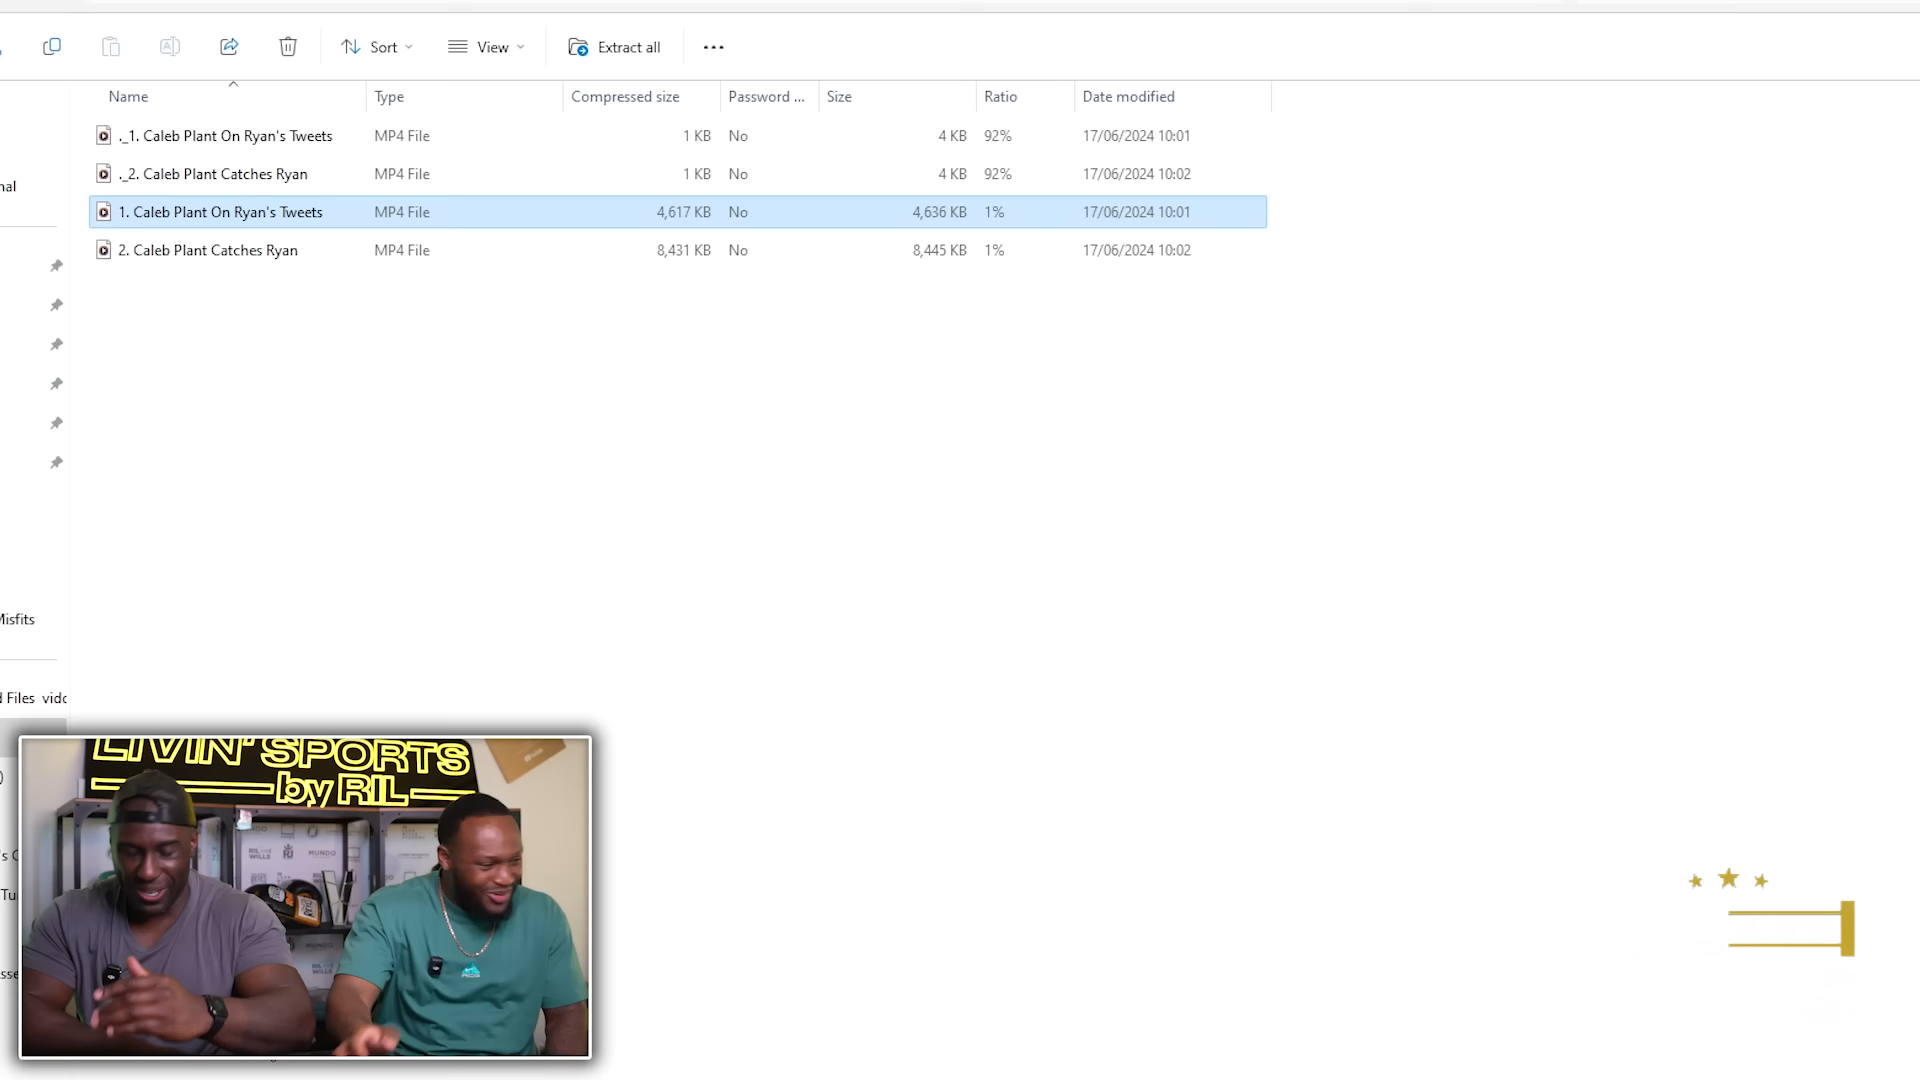 Sort
View
Extract all
Name
Type
Compressed size
Password ...
Size
Ratio
Date modified
._1. Caleb Plant On Ryan's Tweets MP4 File 1 KB No 4 KB 92% 17/06/2024 10:01
._2. Caleb Plant Catches Ryan MP4 File 1 KB No 4 KB 92% 17/06/2024 10:02
1. Caleb Plant On Ryan's Tweets MP4 File 4,617 KB No 4,636 KB 1% 17/06/2024 10:01
2. Caleb Plant Catches Ryan MP4 File 8,431 KB No 8,445 KB 1% 17/06/2024 10:02
nal
Misfits
d Files vido
)
's C
Tu
sse
LIVIN' SPORTS
by RIL
MUNDO